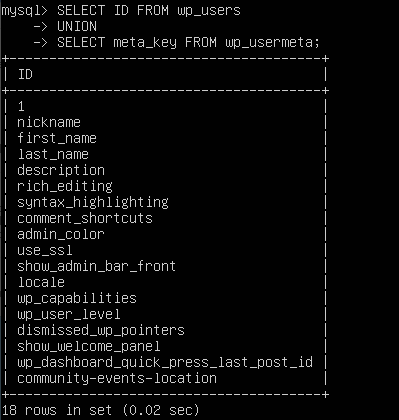 mysql> SELECT ID FROM wp_users
    -> UNION
    -> SELECT meta_key FROM wp_usermeta;
+---------------------------------------+
| ID                                    |
+---------------------------------------+
| 1                                     |
| nickname                              |
| first_name                            |
| last_name                             |
| description                           |
| rich_editing                          |
| syntax_highlighting                   |
| comment_shortcuts                     |
| admin_color                           |
| use_ssl                               |
| show_admin_bar_front                  |
| locale                                |
| wp_capabilities                       |
| wp_user_level                         |
| dismissed_wp_pointers                 |
| show_welcome_panel                    |
| wp_dashboard_quick_press_last_post_id |
| community-events-location             |
+---------------------------------------+
18 rows in set (0.02 sec)